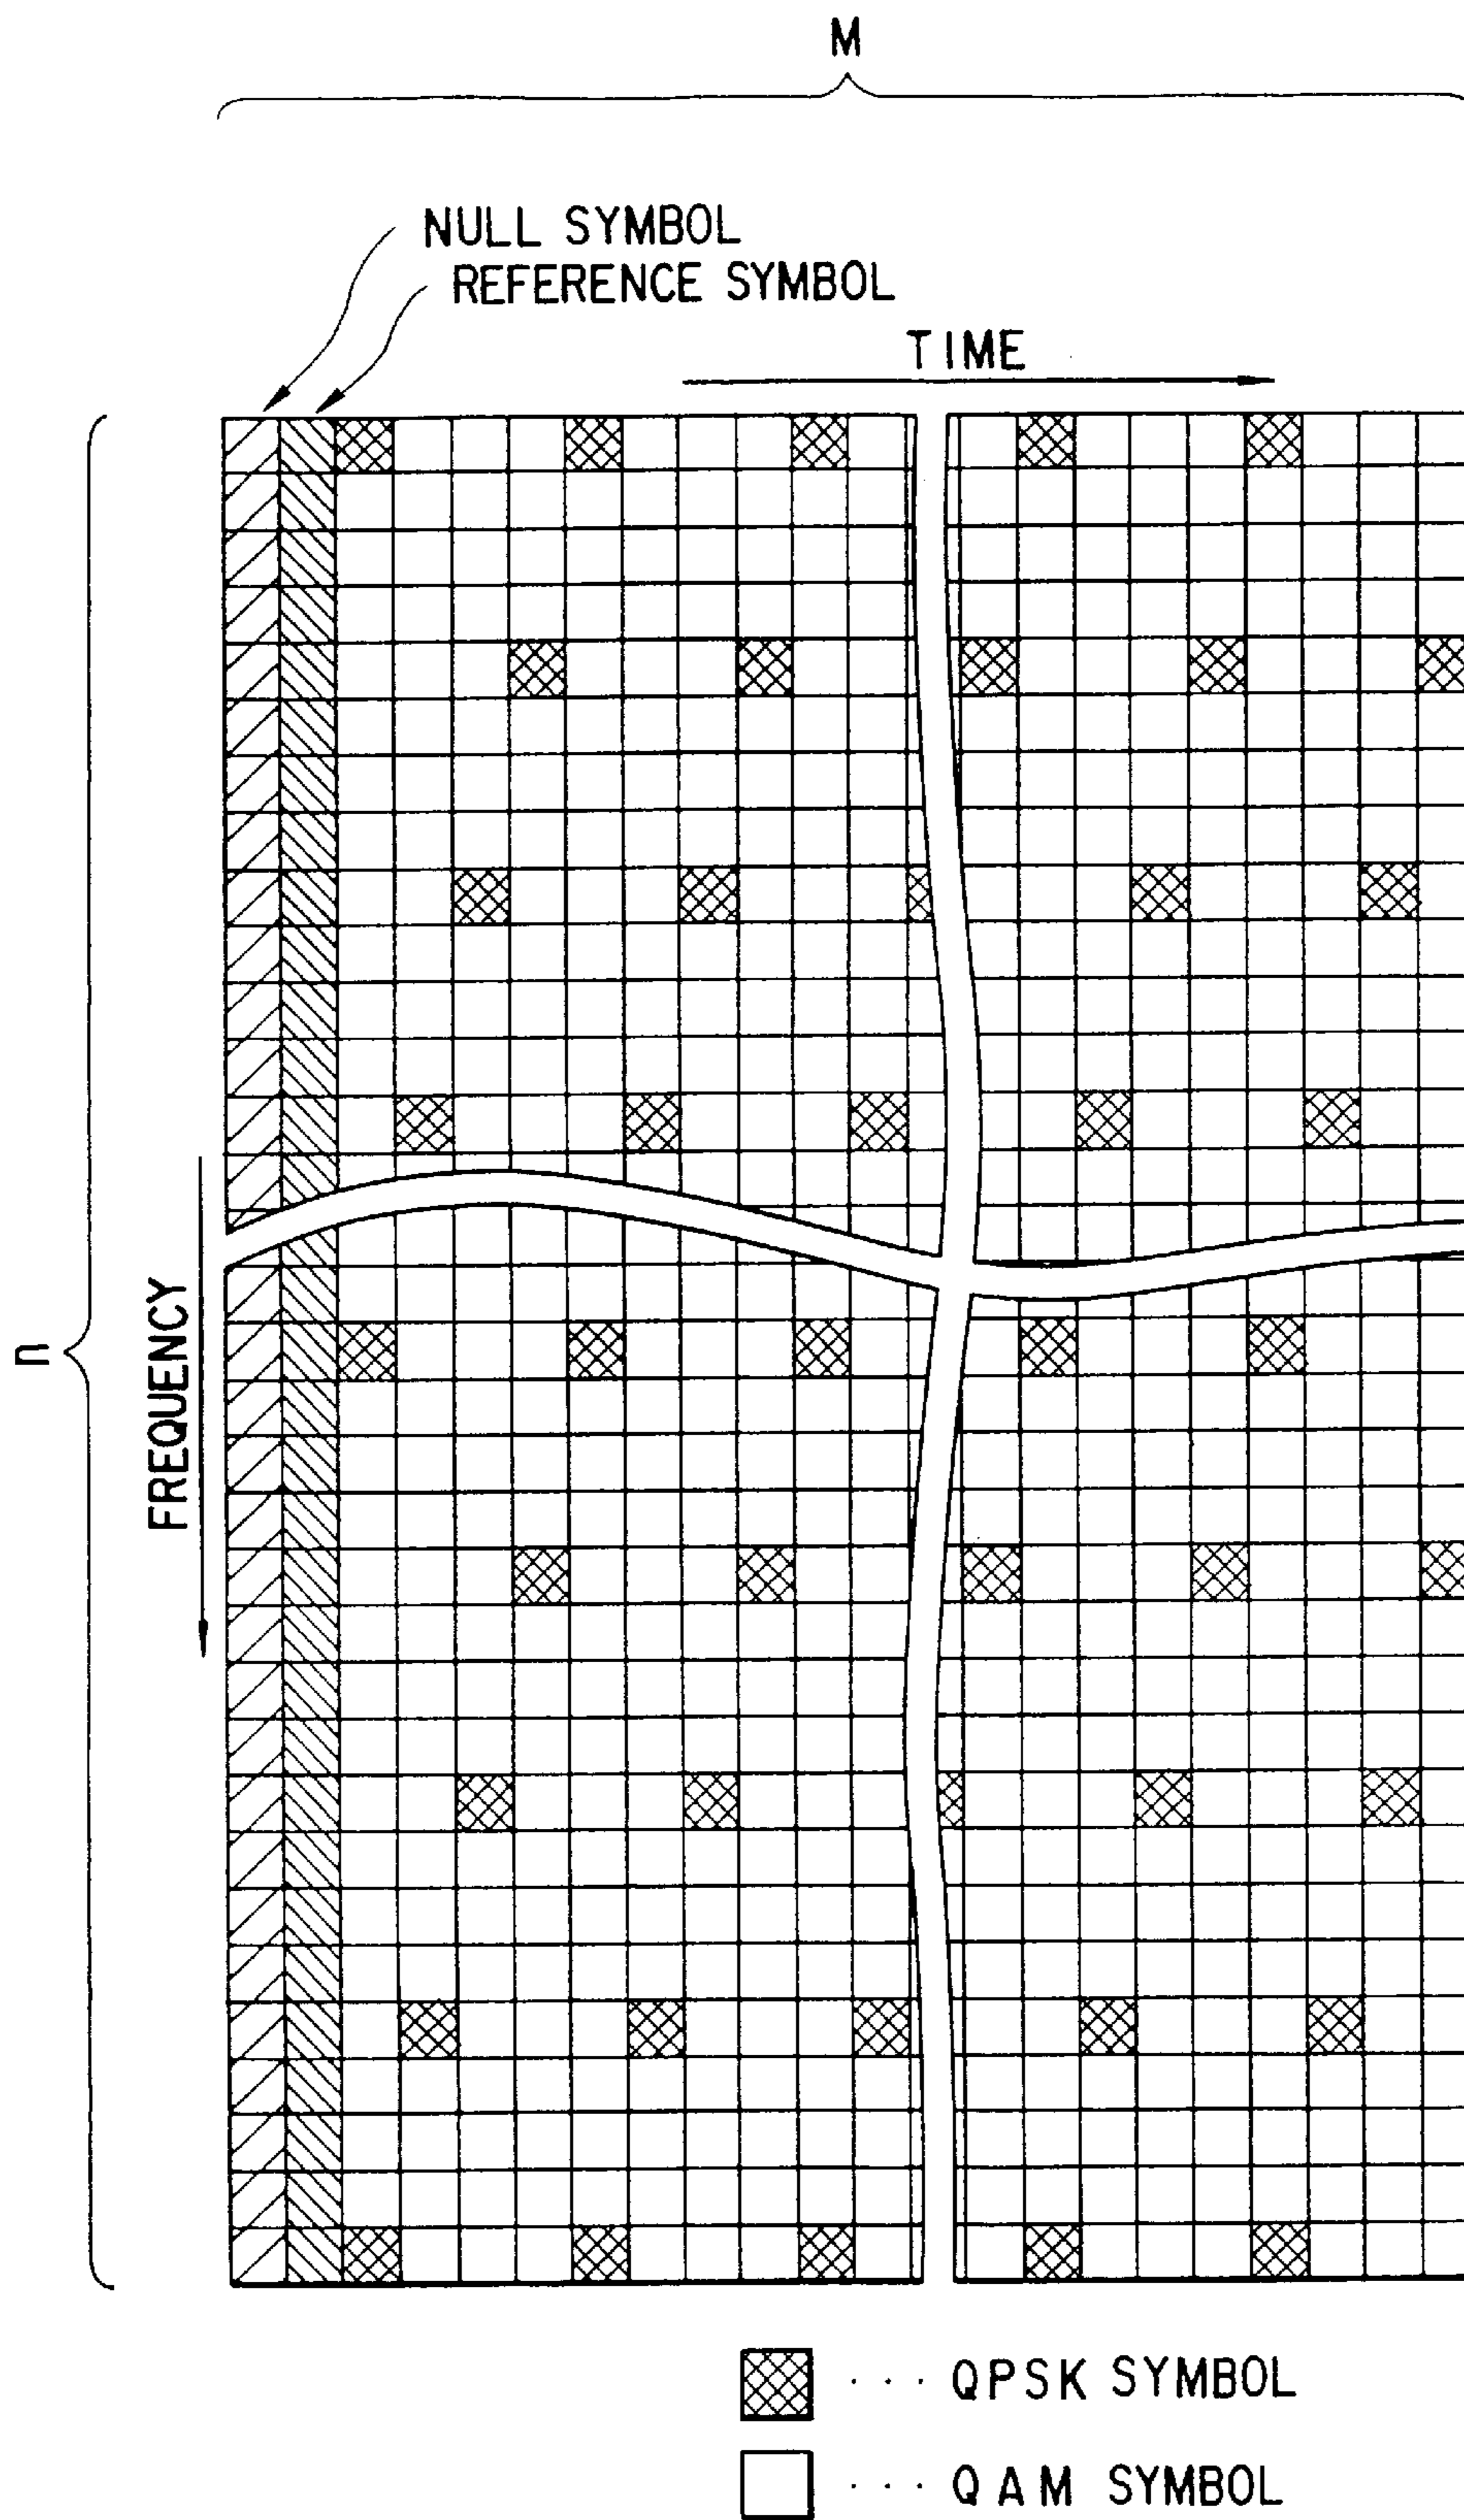 M
NULL SYMBOL
REFERENCE SYMBOL
TIME
FREQUENCY
n
· · · QPSK SYMBOL
· · · QAM SYMBOL